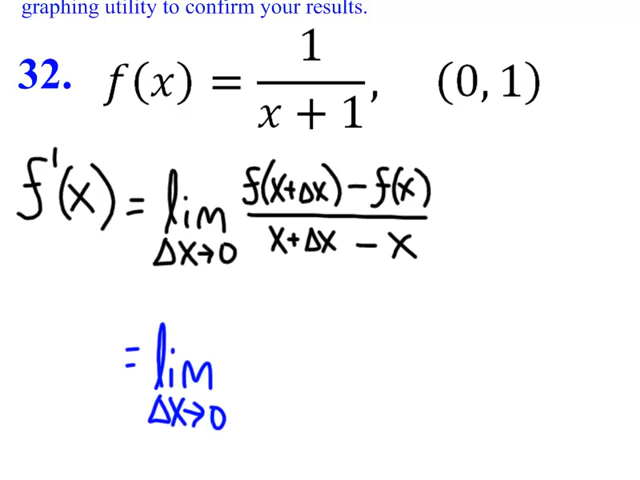 graphing utility to confirm your results.
32. f(x) = 1/(x + 1), (0, 1)
f'(x) = lim Δx→0 (f(x+Δx) − f(x))/(x+Δx − x)
= lim Δx→0